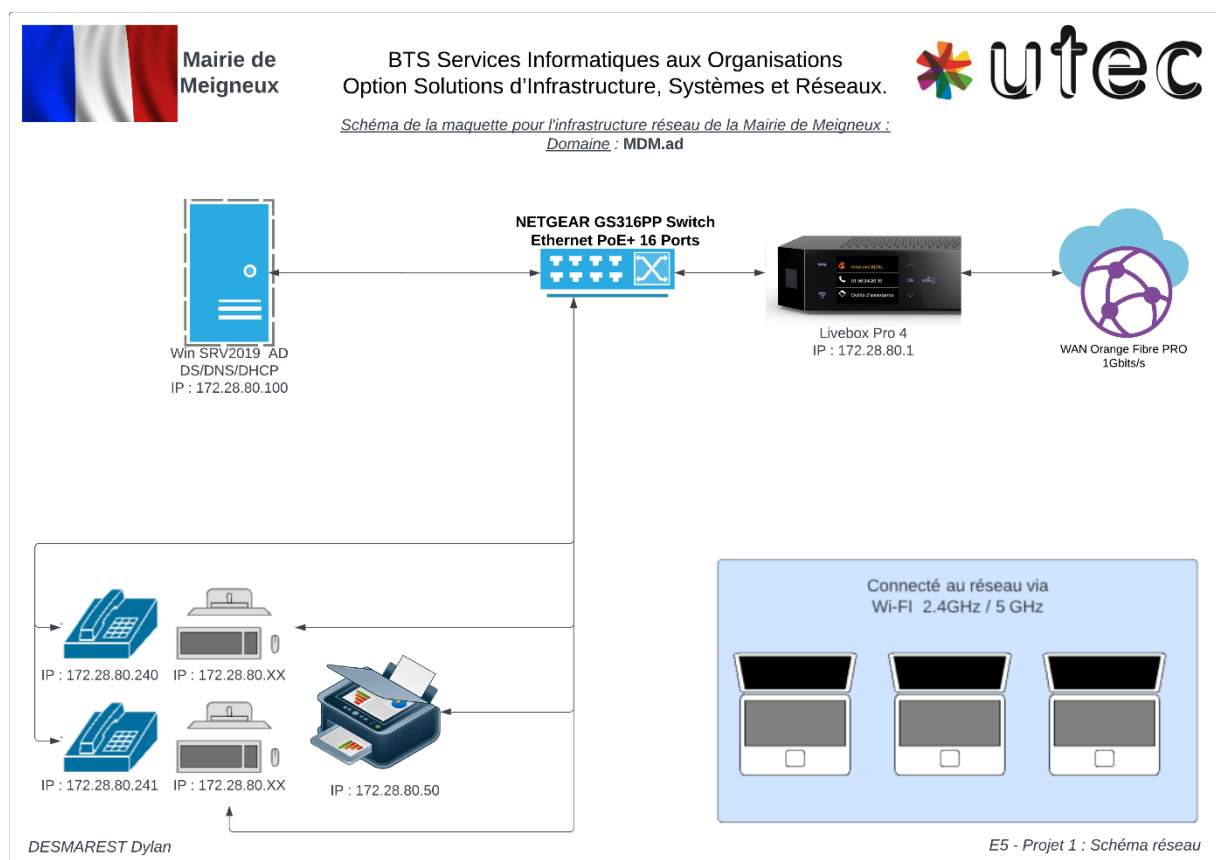 Mairie de
Meigneux
BTS Services Informatiques aux Organisations
Option Solutions d'Infrastructure, Systèmes et Réseaux.
utec
Schéma de la maquette pour l'infrastructure réseau de la Mairie de Meigneux :
Domaine : MDM.ad
NETGEAR GS316PP Switch
Ethernet PoE+ 16 Ports
Internet ADSL
OK
Outils d'assistance
Win SRV2019 AD
DS/DNS/DHCP
IP : 172.28.80.100
Livebox Pro 4
IP : 172.28.80.1
WAN Orange Fibre PRO
1Gbits/s
Connecté au réseau via
Wi-FI 2.4GHz / 5 GHz
IP : 172.28.80.240
IP : 172.28.80.XX
IP : 172.28.80.241
IP : 172.28.80.XX
IP : 172.28.80.50
DESMAREST Dylan
E5 - Projet 1 : Schéma réseau